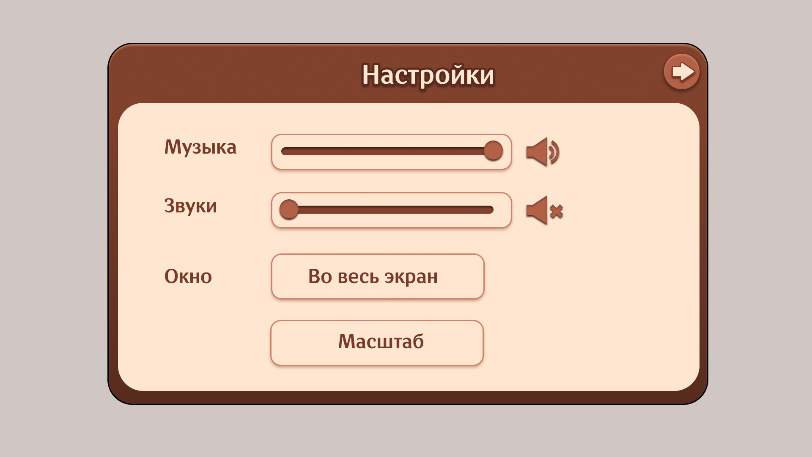 Настройки
Музыка
Звуки
Окно
Во весь экран
Масштаб